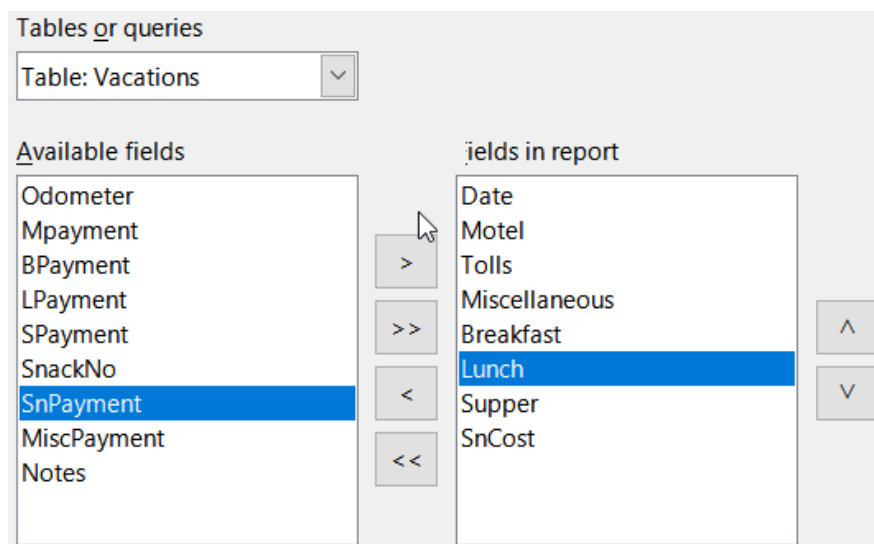 Tables or queries
Table: Vacations
Available fields
ields in report
Odometer
Mpayment
BPayment
LPayment
SPayment
SnackNo
SnPayment
MiscPayment
Notes
>
>>
<
<<
Date
Motel
Tolls
Miscellaneous
Breakfast
Lunch
Supper
SnCost